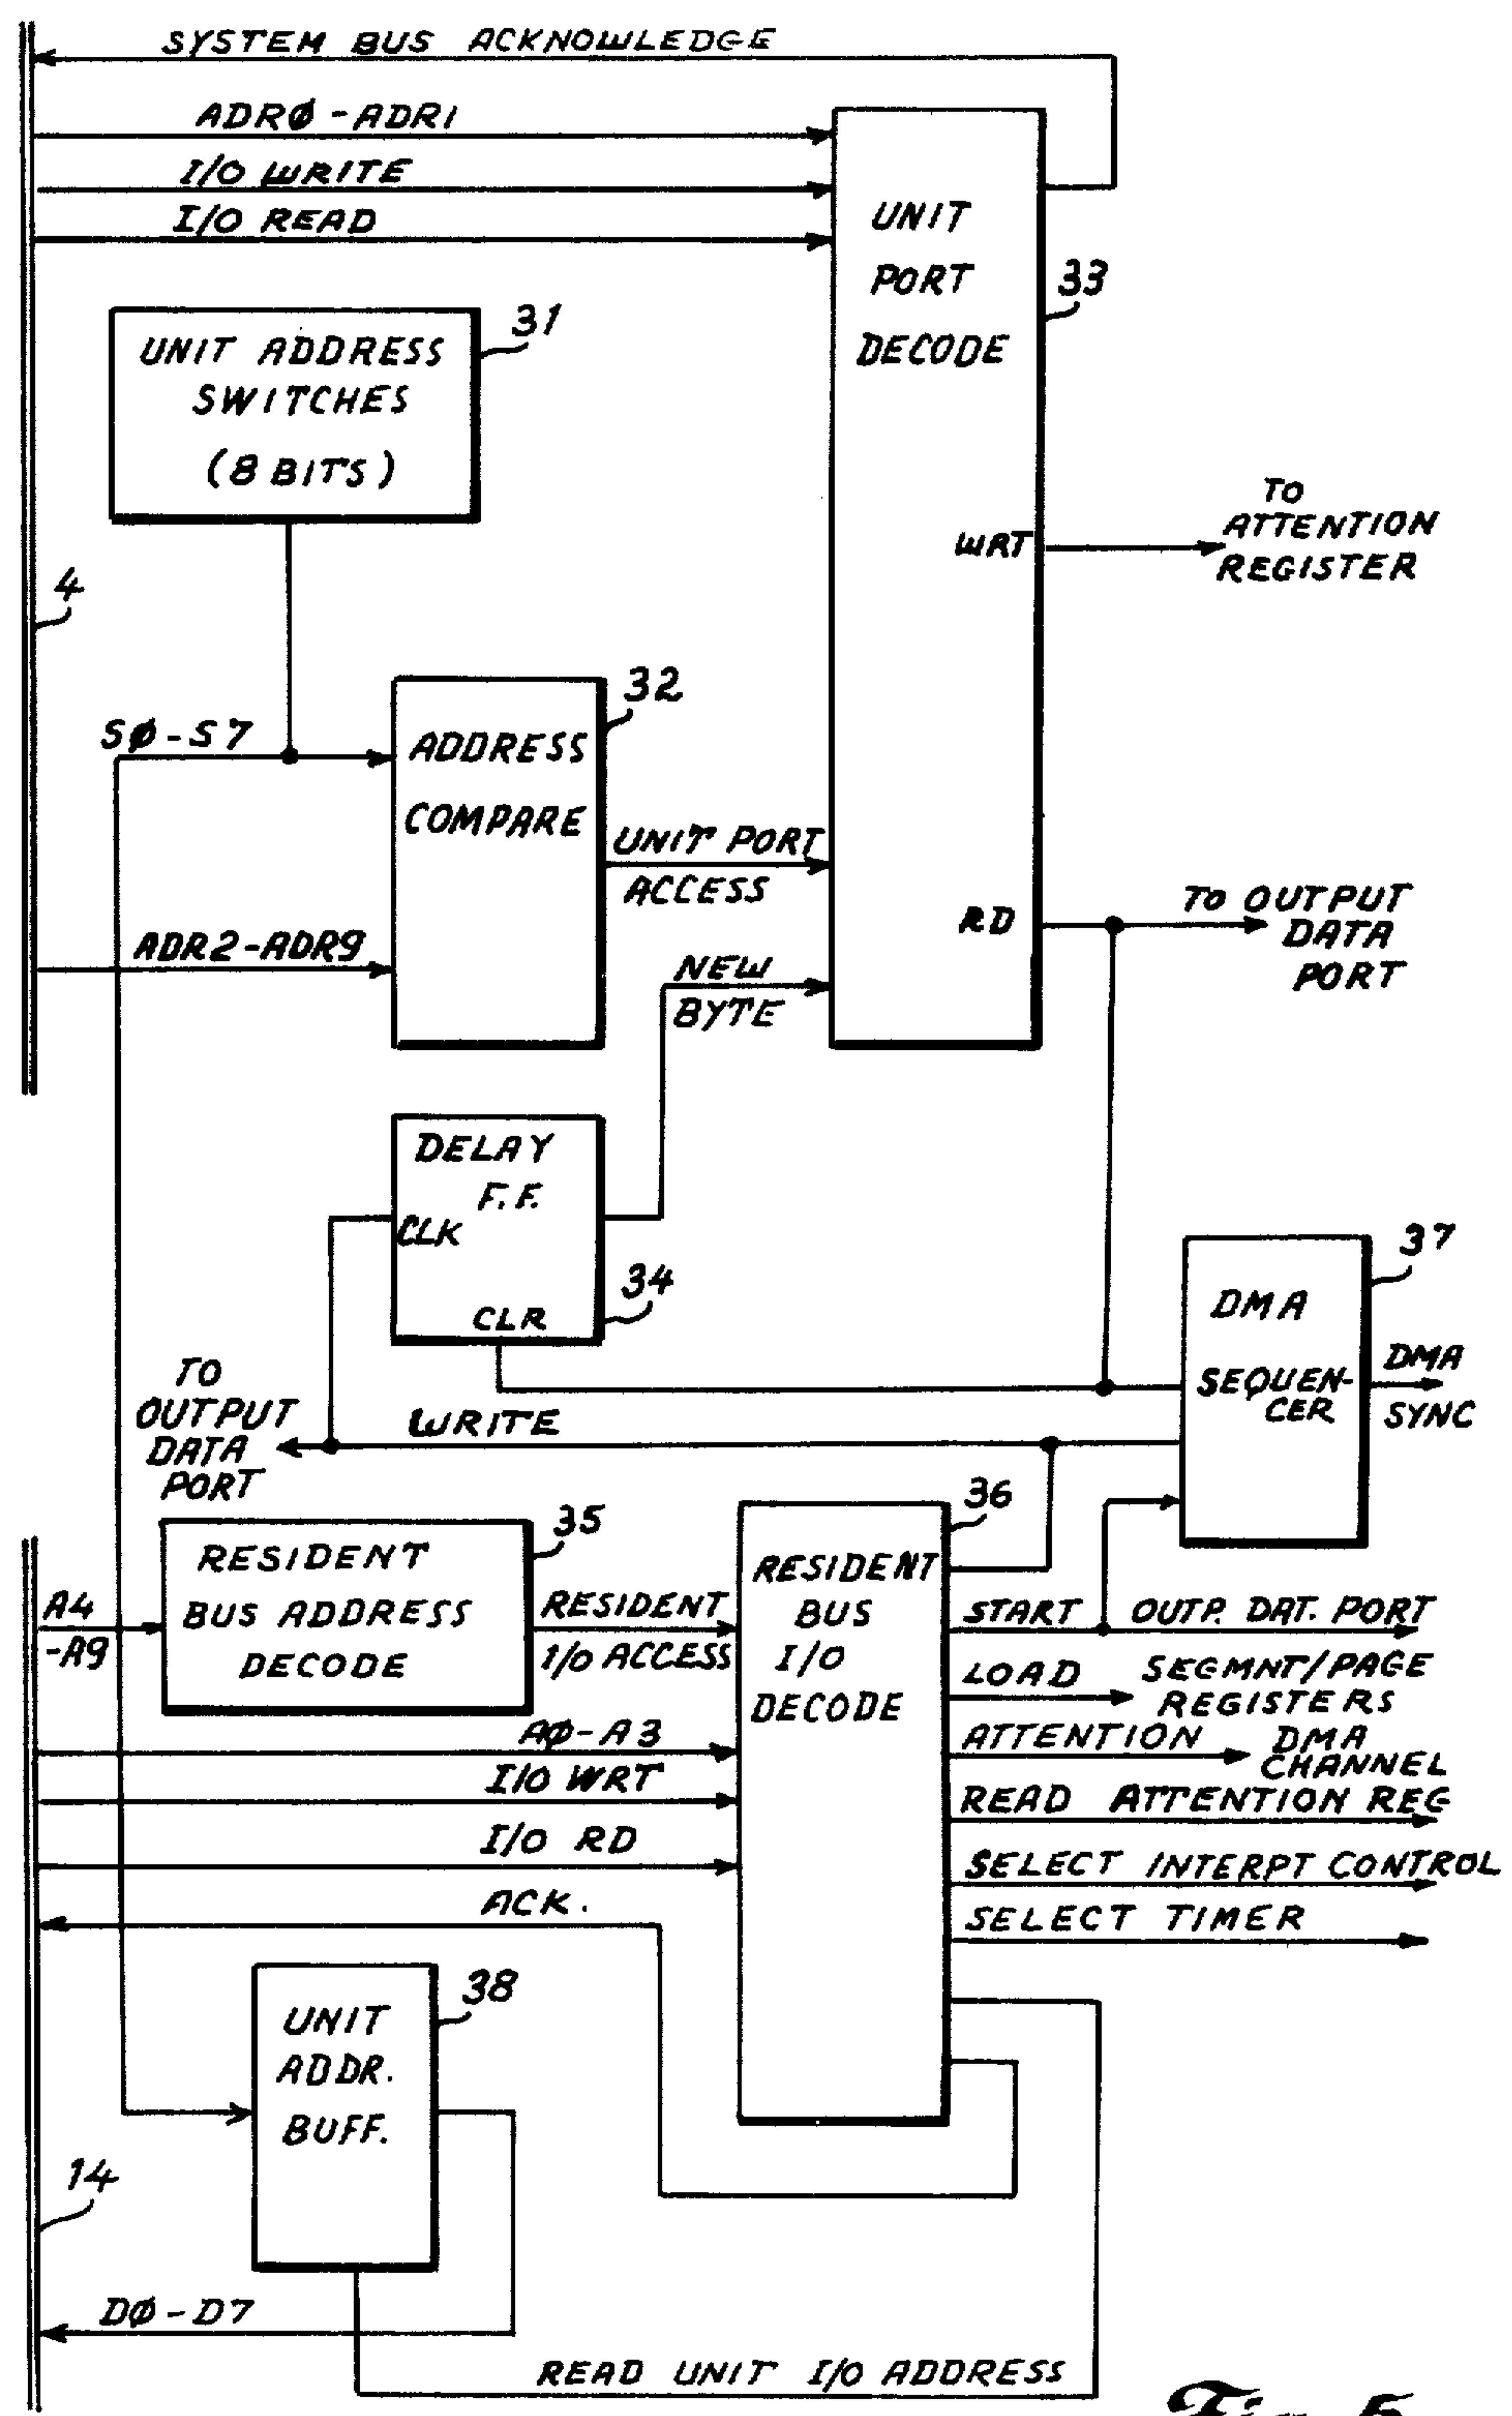 SYSTEM BUS ACKNOWLEDGE
ADRØ-ADR1
I/O WRITE
I/O READ
UNIT
PORT
DECODE
33
UNIT ADDRESS
SWITCHES
(8 BITS)
31
TO
ATTENTION
REGISTER
WRT
4
32
SØ-S7
ADDRESS
COMPARE
UNIT PORT
ACCESS
RD
TO OUTPUT
DATA
PORT
ADR2-ADR9
NEW
BYTE
DELAY
F.F.
CLK
CLR
34
37
DMA
SEQUEN-
CER
DMA
SYNC
TO
OUTPUT
DATA
PORT
WRITE
35
36
RESIDENT
BUS ADDRESS
DECODE
A4
-A9
RESIDENT
I/O ACCESS
RESIDENT
BUS
I/O
DECODE
START OUTP. DAT. PORT
LOAD SEGMNT/PAGE
REGISTERS
ATTENTION DMA
CHANNEL
READ ATTENTION REG
SELECT INTERPT CONTROL
SELECT TIMER
AØ-A3
I/O WRT
I/O RD
ACK.
38
UNIT
ADDR.
BUFF.
14
DØ-D7
READ UNIT I/O ADDRESS